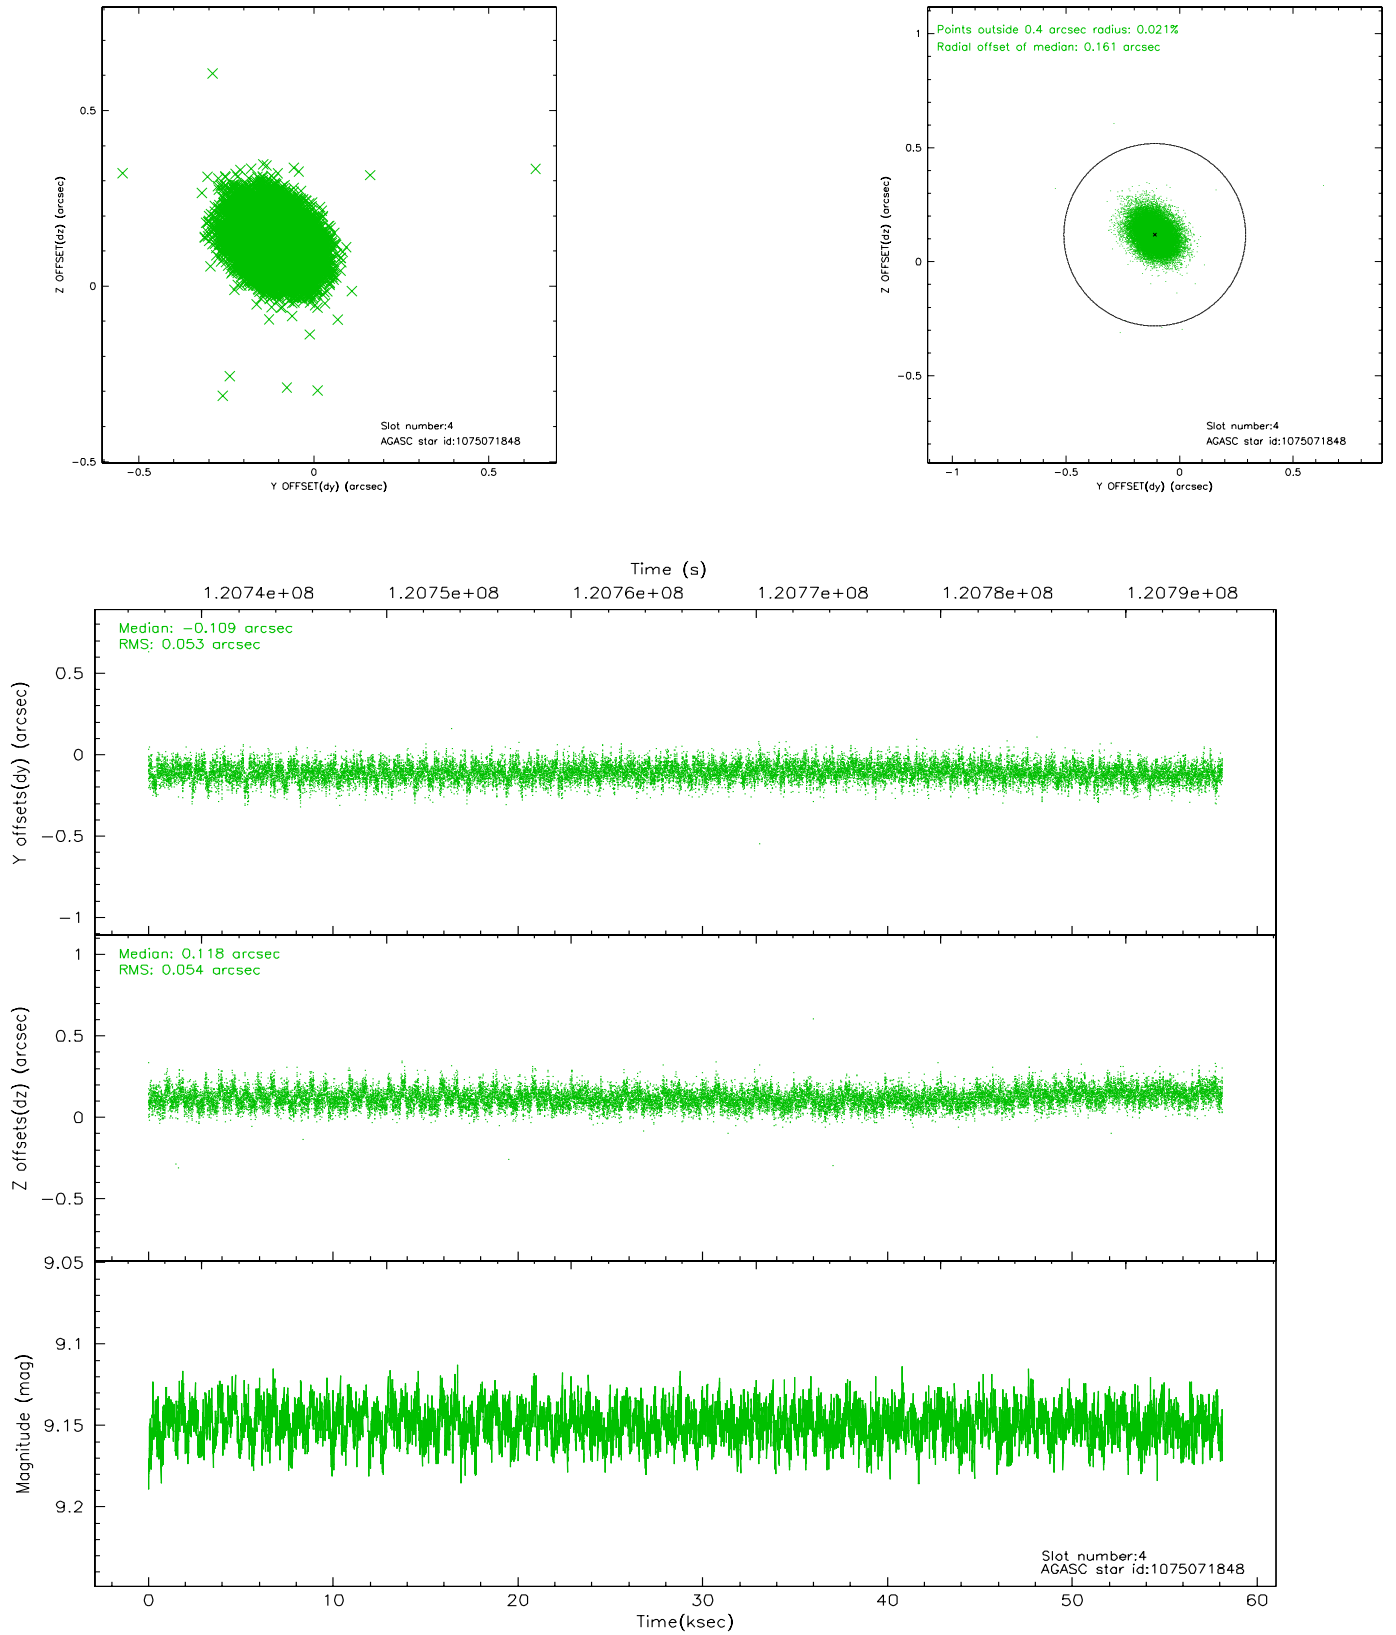 0.5
0
−0.5
Z OFFSET(dz) (arcsec)
−0.5
0
0.5
Y OFFSET(dy) (arcsec)
Slot number:4
AGASC star id:1075071848
Points outside 0.4 arcsec radius: 0.021%
Radial offset of median: 0.161 arcsec
1
0.5
0
−0.5
Z OFFSET(dz) (arcsec)
−1
−0.5
0
0.5
Y OFFSET(dy) (arcsec)
Slot number:4
AGASC star id:1075071848
Time (s)
1.2074e+08 1.2075e+08 1.2076e+08 1.2077e+08 1.2078e+08 1.2079e+08
Median: −0.109 arcsec
RMS: 0.053 arcsec
0.5
0
−0.5
−1
Y offsets(dy) (arcsec)
Median: 0.118 arcsec
RMS: 0.054 arcsec
1
0.5
0
−0.5
Z offsets(dz) (arcsec)
9.05
9.1
9.15
9.2
Magnitude (mag)
Slot number:4
AGASC star id:1075071848
0 10 20 30 40 50 60
Time(ksec)